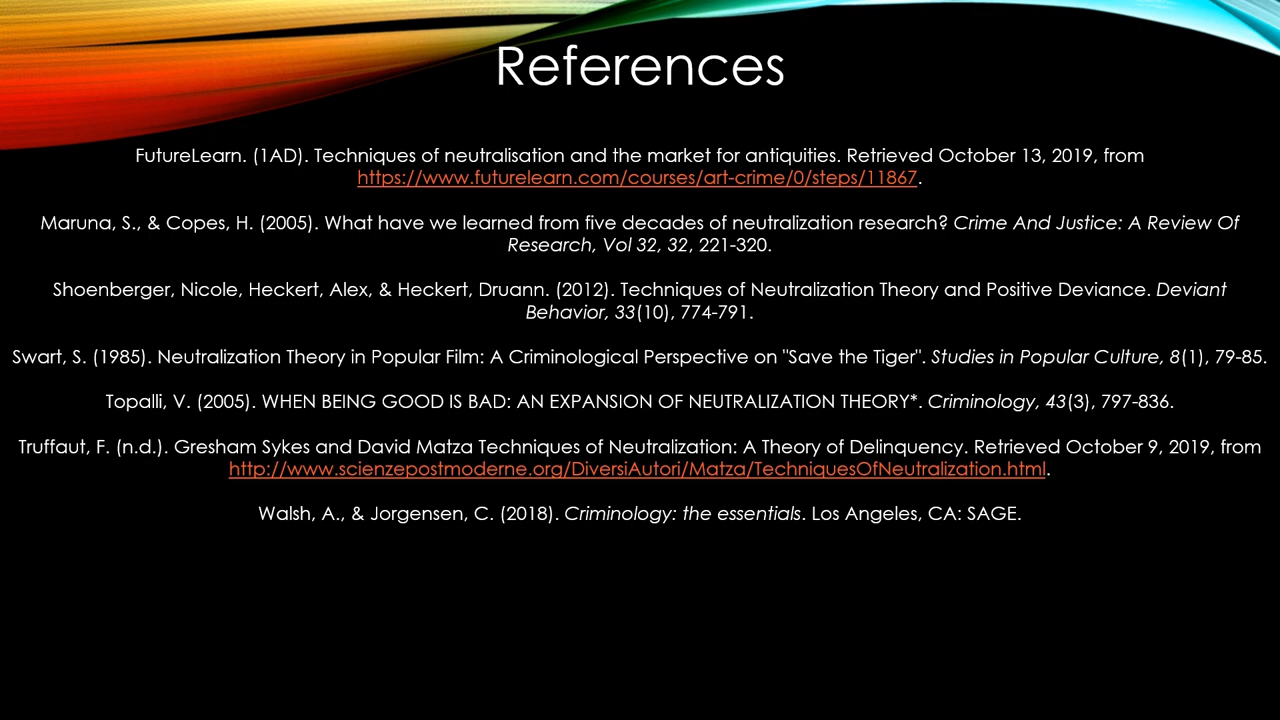 References
FutureLearn. (1AD). Techniques of neutralisation and the market for antiquities. Retrieved October 13, 2019, from
https://www.futurelearn.com/courses/art-crime/0/steps/11867.
Maruna, S., & Copes, H. (2005). What have we learned from five decades of neutralization research? Crime And Justice: A Review Of
Research, Vol 32, 32, 221-320.
Shoenberger, Nicole, Heckert, Alex, & Heckert, Druann. (2012). Techniques of Neutralization Theory and Positive Deviance. Deviant
Behavior, 33(10), 774-791.
Swart, S. (1985). Neutralization Theory in Popular Film: A Criminological Perspective on "Save the Tiger". Studies in Popular Culture, 8(1), 79-85.
Topalli, V. (2005). WHEN BEING GOOD IS BAD: AN EXPANSION OF NEUTRALIZATION THEORY*. Criminology, 43(3), 797-836.
Truffaut, F. (n.d.). Gresham Sykes and David Matza Techniques of Neutralization: A Theory of Delinquency. Retrieved October 9, 2019, from
http://www.scienzepostmoderne.org/DiversiAutori/Matza/TechniquesOfNeutralization.html.
Walsh, A., & Jorgensen, C. (2018). Criminology: the essentials. Los Angeles, CA: SAGE.